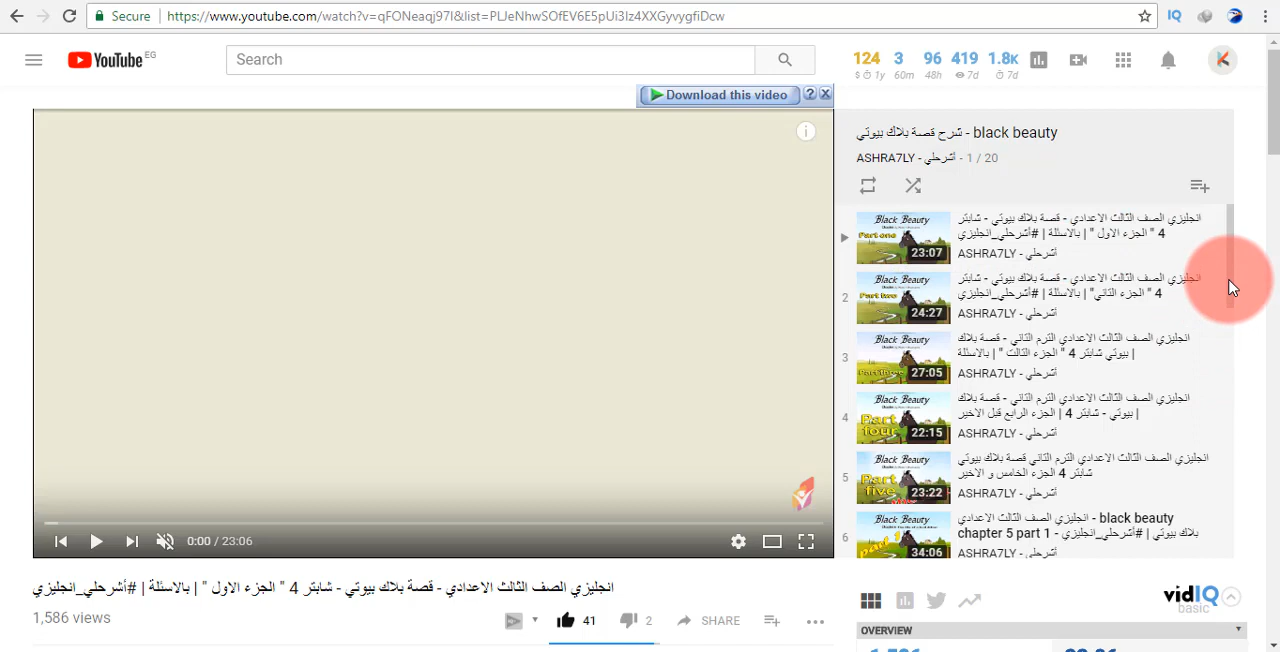 Secure | https://www.youtube.com/watch?v=qFONeaqj97I&list=PLJeNhwSOfEV6E5pUi3Iz4XXGyvygfiDcw
YouTube EG
Search
124 3 96 419 1.8K
$ 1y 60m 48h 7d 7d
Download this video
شرح قصة بلاك بيوتي - black beauty
ASHRA7LY - أشرحلي - 1 / 20
Black Beauty
Part one
23:07
انجليزي الصف الثالث الاعدادي - قصة بلاك بيوتي - شابتر
4 " الجزء الاول " | بالاسئلة | #أشرحلي_انجليزي
ASHRA7LY - أشرحلي
2
Black Beauty
Part two
24:27
انجليزي الصف الثالث الاعدادي - قصة بلاك بيوتي - شابتر
4 " الجزء الثاني" | بالاسئلة | #أشرحلي_انجليزي
ASHRA7LY - أشرحلي
3
Black Beauty
Part three
27:05
انجليزي الصف الثالث الاعدادي الترم الثاني - قصة بلاك
بيوتي شابتر 4 " الجزء الثالث " | بالاسئلة |
ASHRA7LY - أشرحلي
4
Black Beauty
Part four
22:15
انجليزي الصف الثالث الاعدادي الترم الثاني - قصة بلاك
بيوتي - شابتر 4 | الجزء الرابع قبل الاخير |
ASHRA7LY - أشرحلي
5
Black Beauty
Part five
23:22
انجليزي الصف الثالث الاعدادي الترم الثاني قصة بلاك بيوتي
شابتر 4 الجزء الخامس و الاخير
ASHRA7LY - أشرحلي
6
Black Beauty
part 1
34:06
black beauty - انجليزي الصف الثالث الاعدادي
chapter 5 part 1 - بلاك بيوتي | #أشرحلي_انجليزي
ASHRA7LY - أشرحلي
0:00 / 23:06
انجليزي الصف الثالث الاعدادي - قصة بلاك بيوتي - شابتر 4 " الجزء الاول " | بالاسئلة | #أشرحلي_انجليزي
1,586 views
41
2
SHARE
vidIQ
basic
OVERVIEW